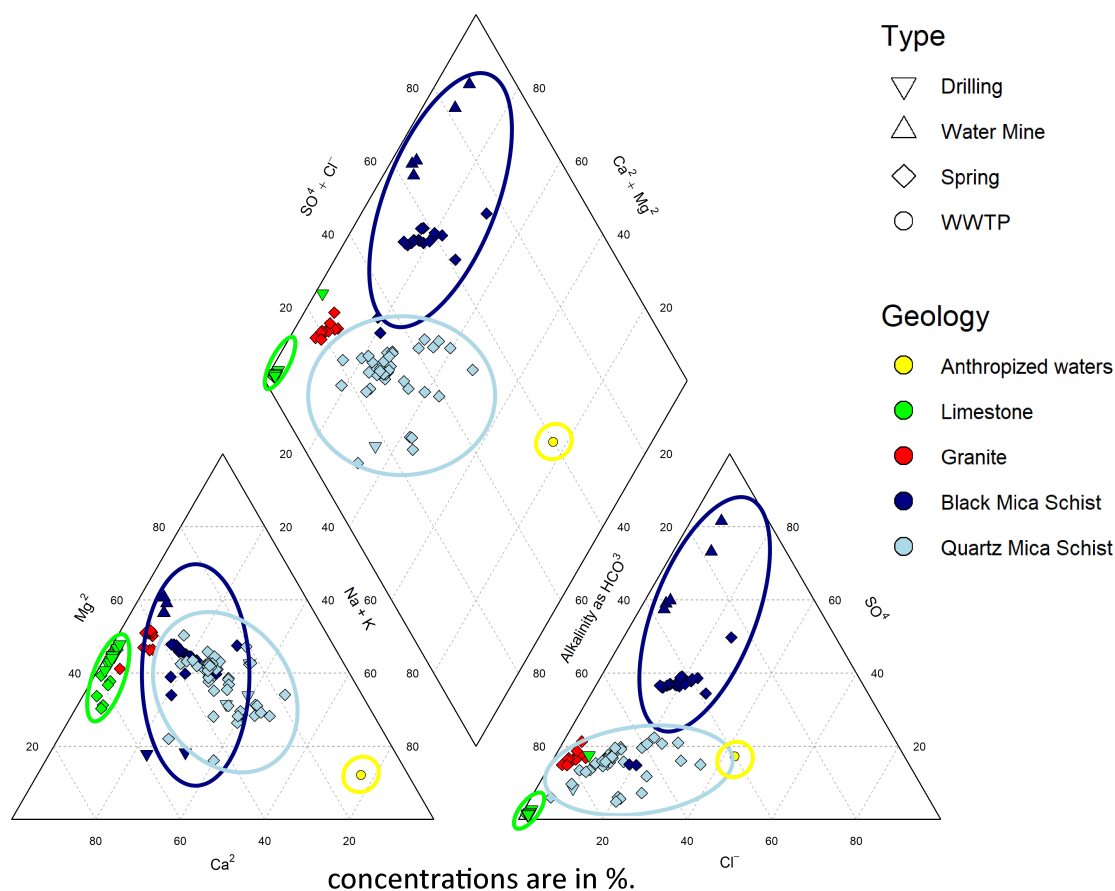 Type
Drilling
Water Mine
Spring
WWTP
Geology
Anthropized waters
Limestone
Granite
Black Mica Schist
Quartz Mica Schist
80 80
60 60
SO⁴ + Cl⁻
Ca² + Mg²
40 40
20 20
20 20
80 20 40 40 20 80
Mg²
60 40 60 60 40 60
Na + K
Alkalinity as HCO³
SO⁴
40 60 80 80 60 40
20 80 80 20
80 60 40 20
20 40 60 80
Ca²
Cl⁻
concentrations are in %.